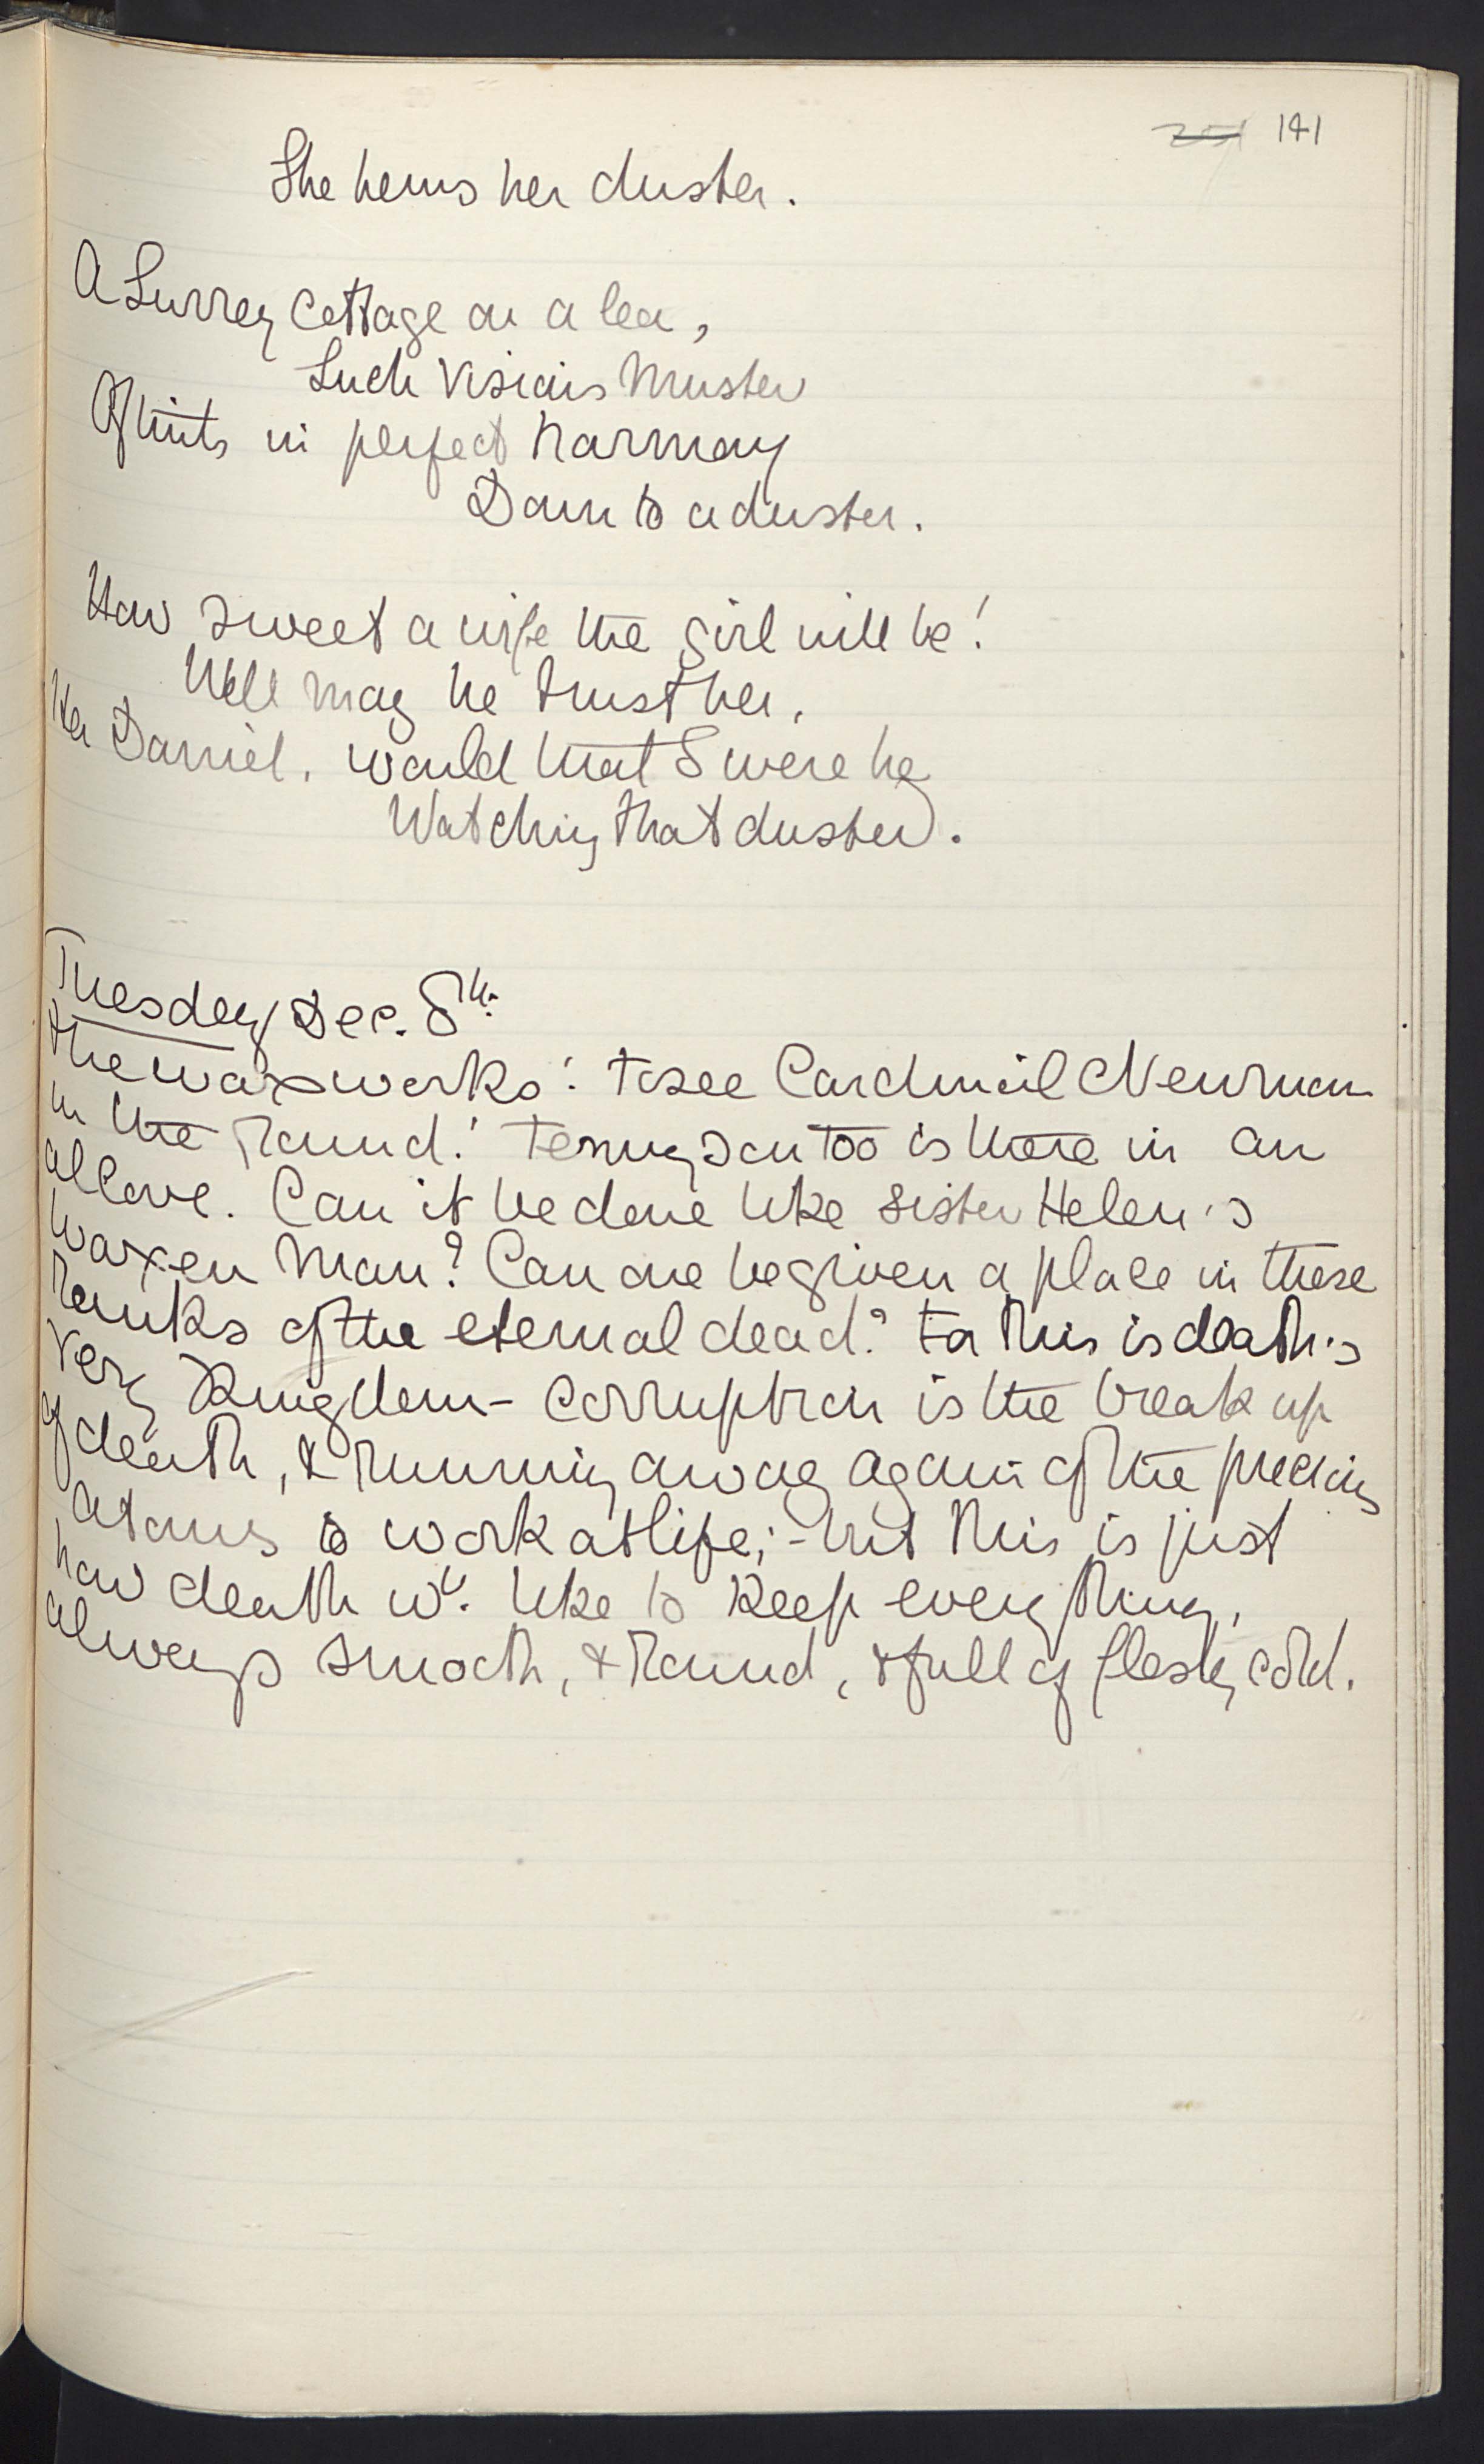 141
She hems her duster.
A Surrey Cottage on a lea,
Such visions muster
Of tints in perfect harmony
Down to a duster.
How sweet a wife the girl will be!
Well may he trust her,
Her Daniel. would that I were he
Watching that duster.
Tuesday Dec. 8th.
the waxworks! to see Cardinal Newman
in the round! Tennyson too is there in an
alcove. Can it be done like sister Helen's
waxen man? Can one be given a place in these
ranks of the eternal dead? For this is death's
very Kingdom - Corruption is the break up
of death, & running away again of the precious
atoms to work at life; - but this is just
how death wd. like to keep everything,
always smooth, & round, & full of fleshy cold.